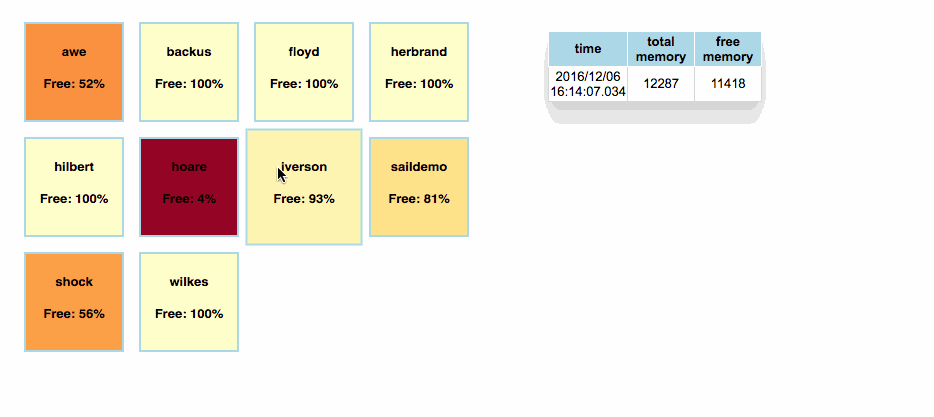 awe
Free: 52%
backus
Free: 100%
floyd
Free: 100%
herbrand
Free: 100%
hilbert
Free: 100%
hoare
Free: 4%
iverson
Free: 93%
saildemo
Free: 81%
shock
Free: 56%
wilkes
Free: 100%
time
total
memory
free
memory
2016/12/06
16:14:07.034
12287
11418